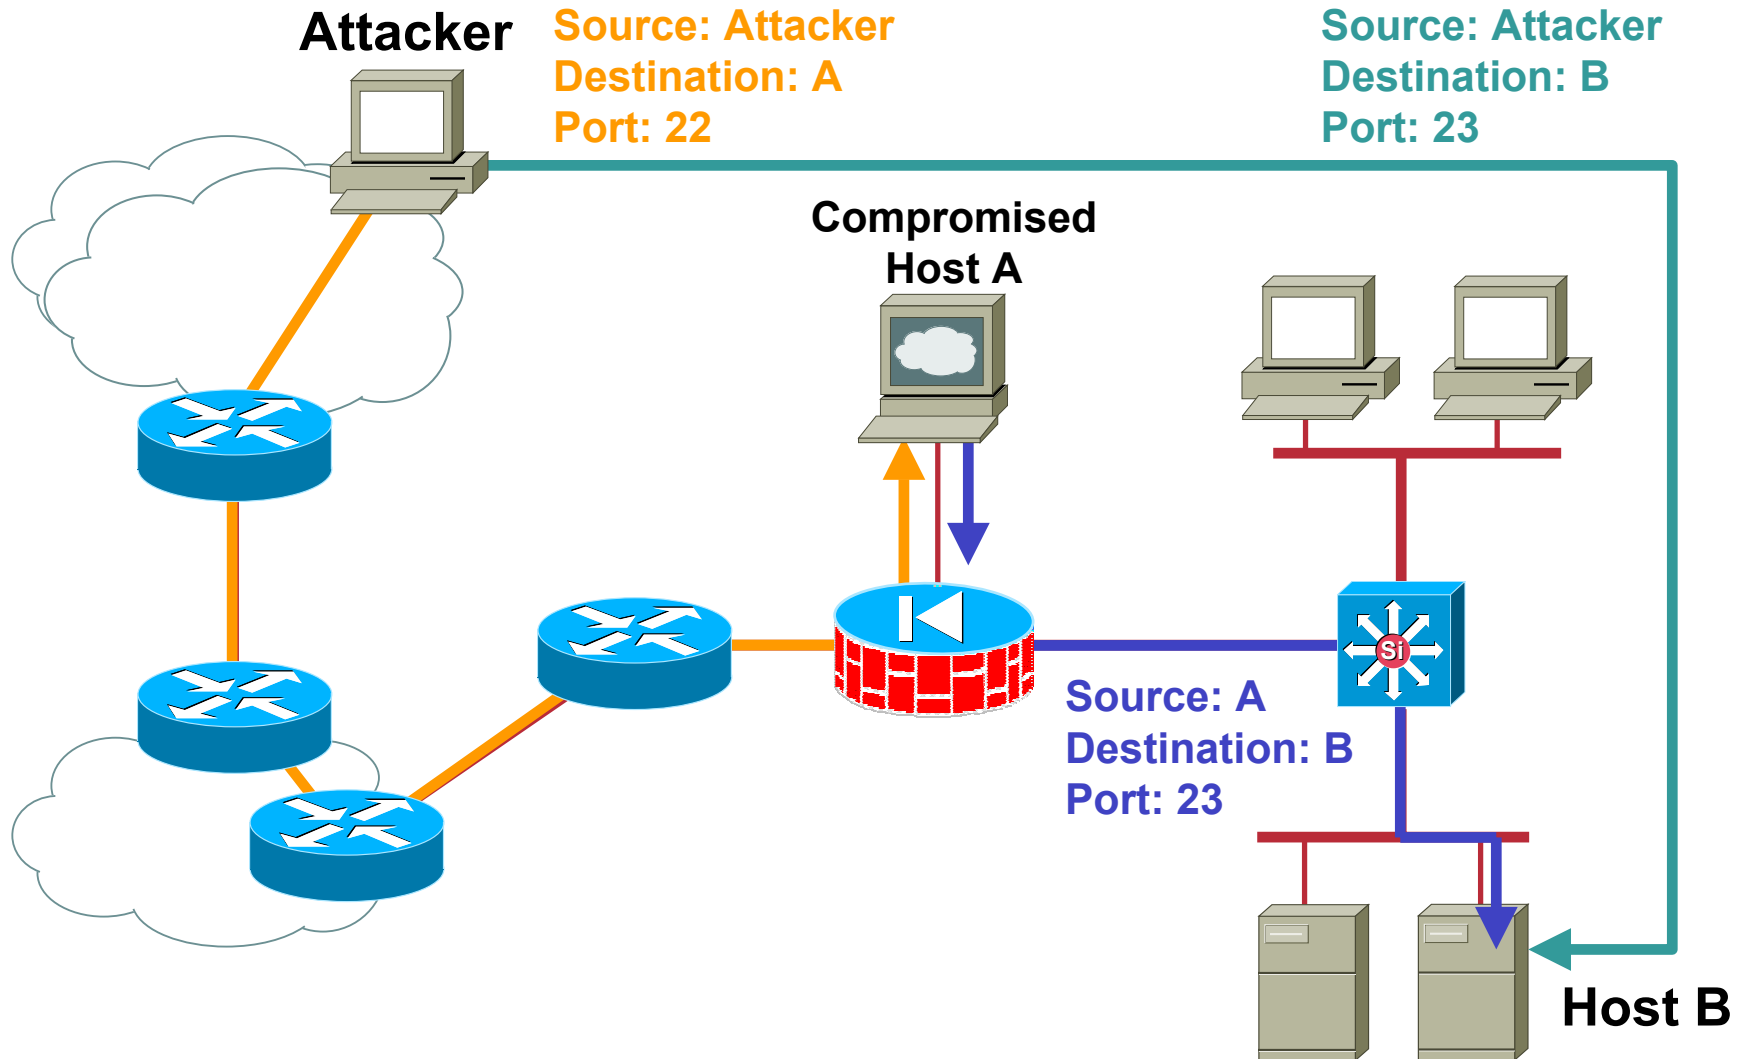 Attacker
Source: Attacker
Destination: A
Port: 22
Source: Attacker
Destination: B
Port: 23
Compromised
Host A
Si
Source: A
Destination: B
Port: 23
Host B